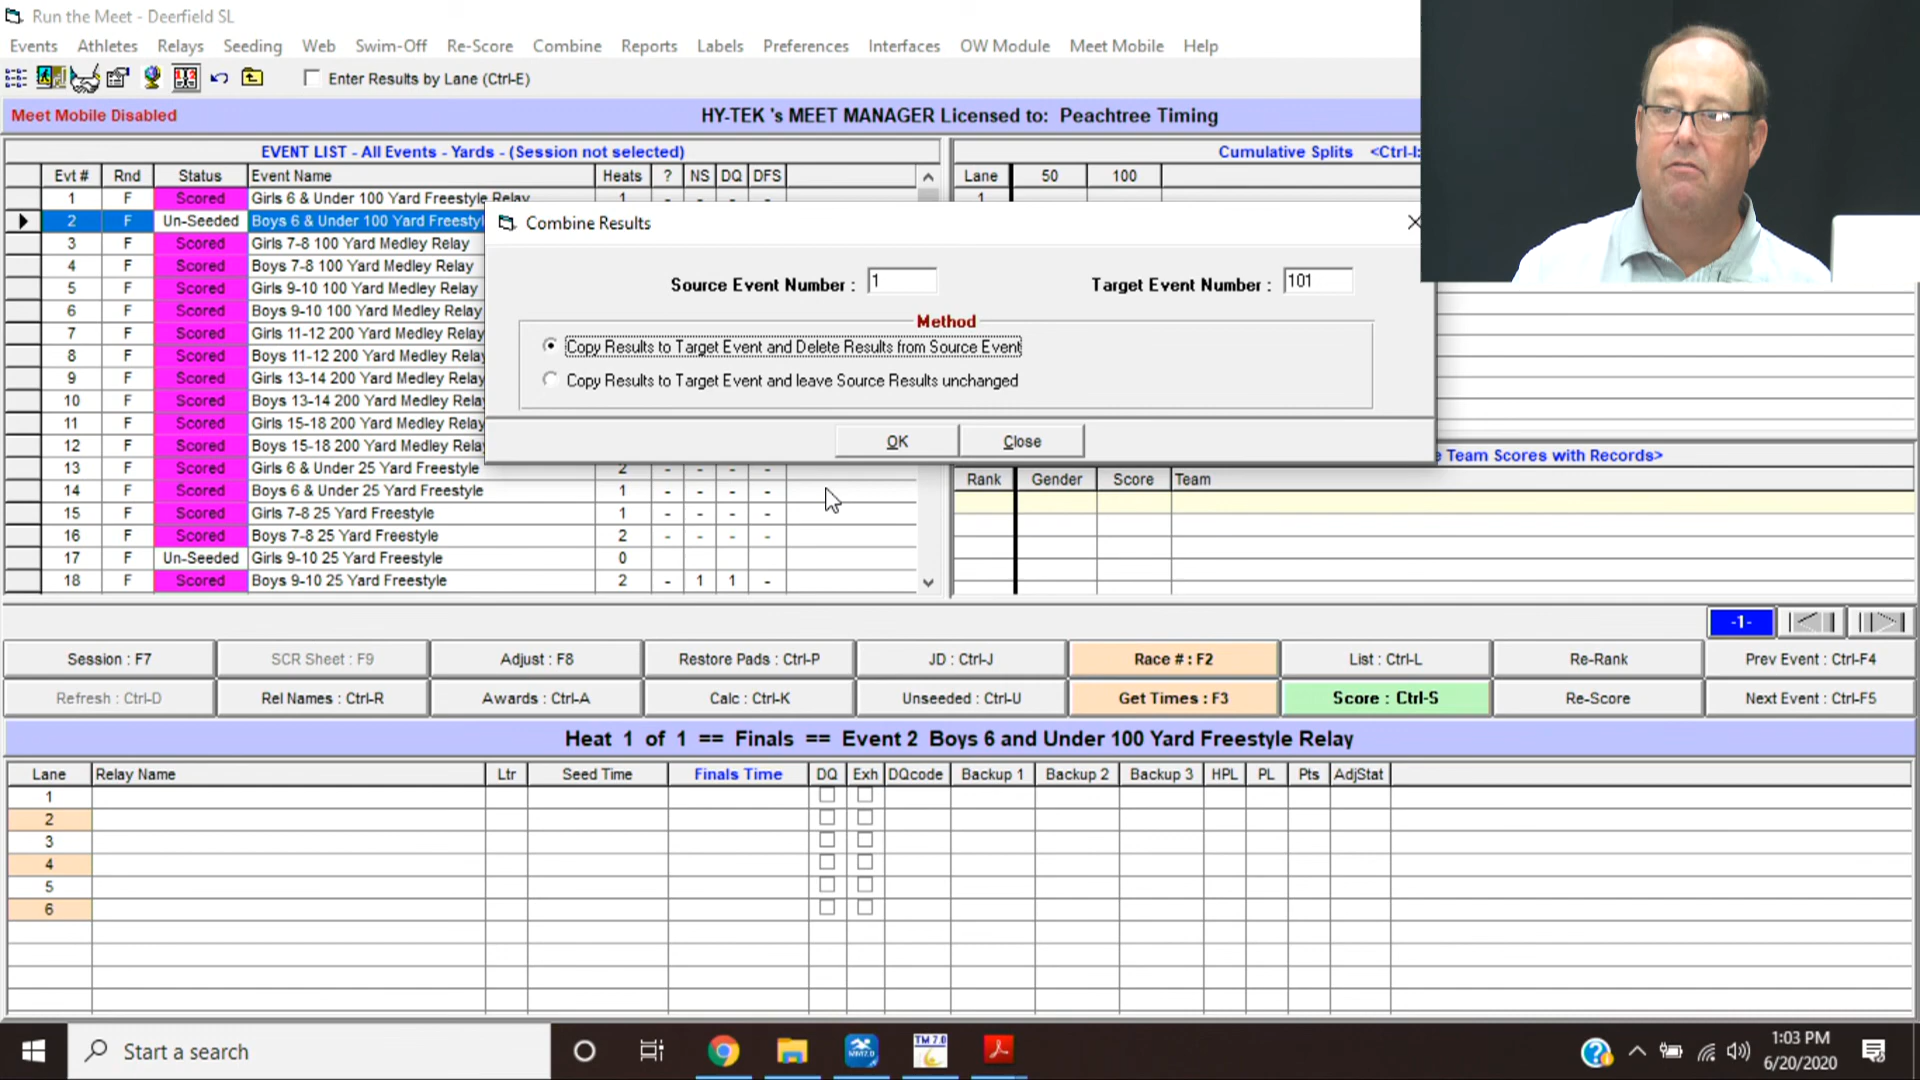 Run the Meet - Deerfield SL
Events Athletes Relays Seeding Web Swim-Off Re-Score Combine Reports Labels Preferences Interfaces OW Module Meet Mobile Help
Enter Results by Lane (Ctrl-E)
Meet Mobile Disabled HY-TEK 's MEET MANAGER Licensed to: Peachtree Timing
EVENT LIST - All Events - Yards - (Session not selected) Cumulative Splits <Ctrl-I:
Evt # Rnd Status Event Name Heats ? NS DQ DFS Lane 50 100
1 F Scored Girls 6 & Under 100 Yard Freestyle Relay 1
2 F Un-Seeded Boys 6 & Under 100 Yard Freestyl
3 F Scored Girls 7-8 100 Yard Medley Relay
4 F Scored Boys 7-8 100 Yard Medley Relay
5 F Scored Girls 9-10 100 Yard Medley Relay
6 F Scored Boys 9-10 100 Yard Medley Relay
7 F Scored Girls 11-12 200 Yard Medley Relay
8 F Scored Boys 11-12 200 Yard Medley Rela
9 F Scored Girls 13-14 200 Yard Medley Relay
10 F Scored Boys 13-14 200 Yard Medley Rela
11 F Scored Girls 15-18 200 Yard Medley Relay
12 F Scored Boys 15-18 200 Yard Medley Rela
13 F Scored Girls 6 & Under 25 Yard Freestyle 2 - - - -
14 F Scored Boys 6 & Under 25 Yard Freestyle 1 - - - -
15 F Scored Girls 7-8 25 Yard Freestyle 1 - - - -
16 F Scored Boys 7-8 25 Yard Freestyle 2 - - - -
17 F Un-Seeded Girls 9-10 25 Yard Freestyle 0
18 F Scored Boys 9-10 25 Yard Freestyle 2 - 1 1 -
Combine Results
Source Event Number : 1 Target Event Number : 101
Method
Copy Results to Target Event and Delete Results from Source Event
Copy Results to Target Event and leave Source Results unchanged
OK Close
e Team Scores with Records>
Rank Gender Score Team
-1-
Session : F7 SCR Sheet : F9 Adjust : F8 Restore Pads : Ctrl-P JD : Ctrl-J Race # : F2 List : Ctrl-L Re-Rank Prev Event : Ctrl-F4
Refresh : Ctrl-D Rel Names : Ctrl-R Awards : Ctrl-A Calc : Ctrl-K Unseeded : Ctrl-U Get Times : F3 Score : Ctrl-S Re-Score Next Event : Ctrl-F5
Heat 1 of 1 == Finals == Event 2 Boys 6 and Under 100 Yard Freestyle Relay
Lane Relay Name Ltr Seed Time Finals Time DQ Exh DQcode Backup 1 Backup 2 Backup 3 HPL PL Pts AdjStat
1
2
3
4
5
6
Start a search
MM7.0
TM 7.0
1:03 PM
6/20/2020